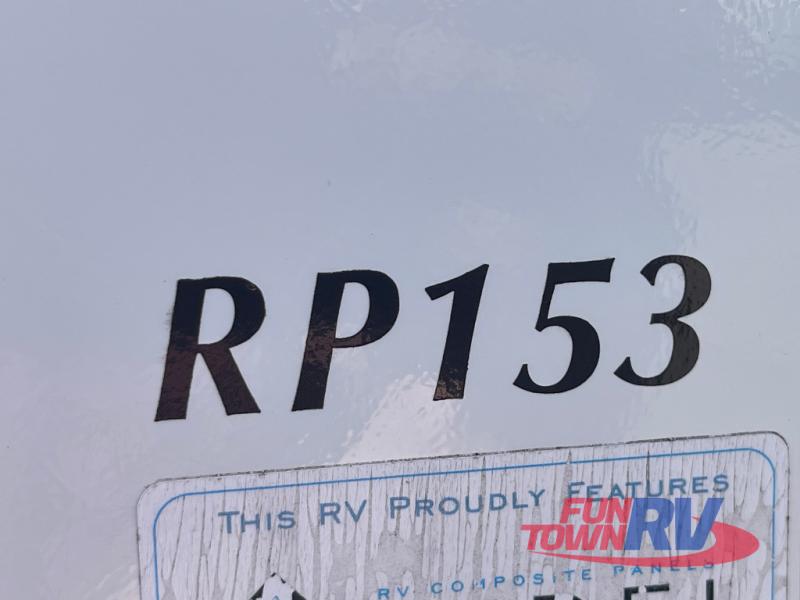 RP153
THIS RV PROUDLY FEATURES
FUN
TOWN RV
RV COMPOSITE PANELS